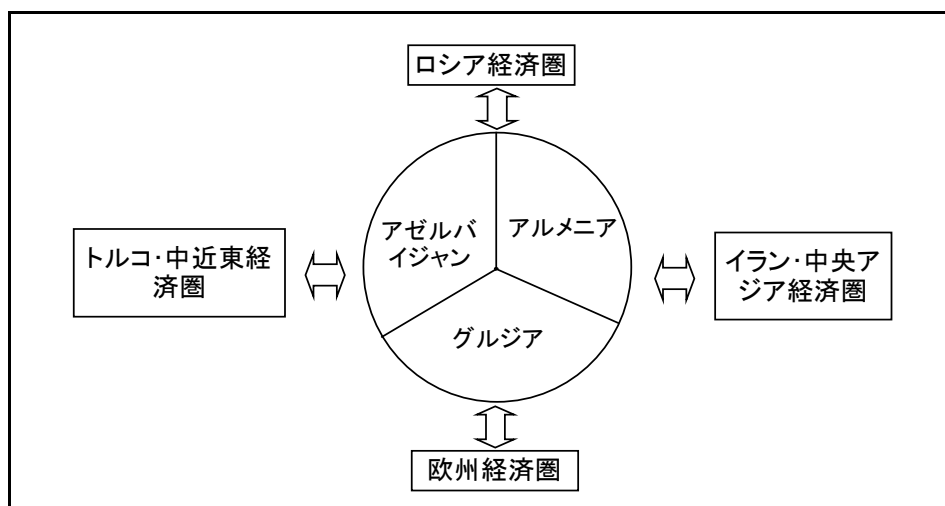 ロシア経済圏
アゼルバ
イジャン
アルメニア
トルコ・中近東経
済圏
イラン・中央ア
ジア経済圏
グルジア
欧州経済圏